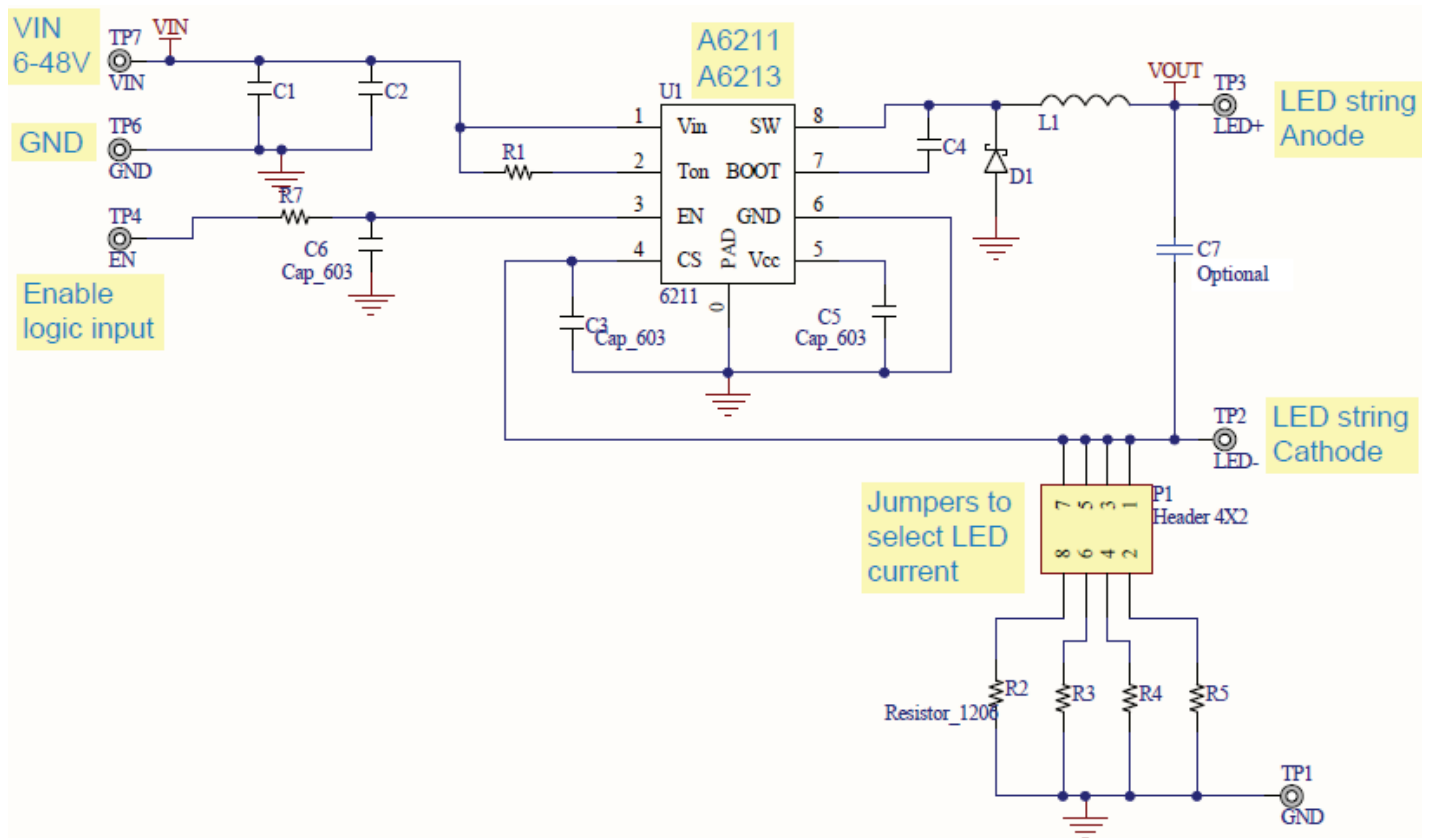 VIN
6-48V
TP7
VIN
VIN
C1
C2
GND
TP6
GND
R7
TP4
EN
Enable
logic input
C6
Cap_603
R1
A6211
A6213
U1
1
Vin
SW
8
2
Ton
BOOT
7
3
EN
GND
6
4
CS
PAD
Vcc
5
6211
0
C3
Cap_603
C5
Cap_603
C4
D1
L1
VOUT
TP3
LED+
LED string
Anode
C7
Optional
TP2
LED-
LED string
Cathode
Jumpers to
select LED
current
P1
Header 4X2
7 5 3 1
8 6 4 2
R2
Resistor_1206
R3
R4
R5
TP1
GND